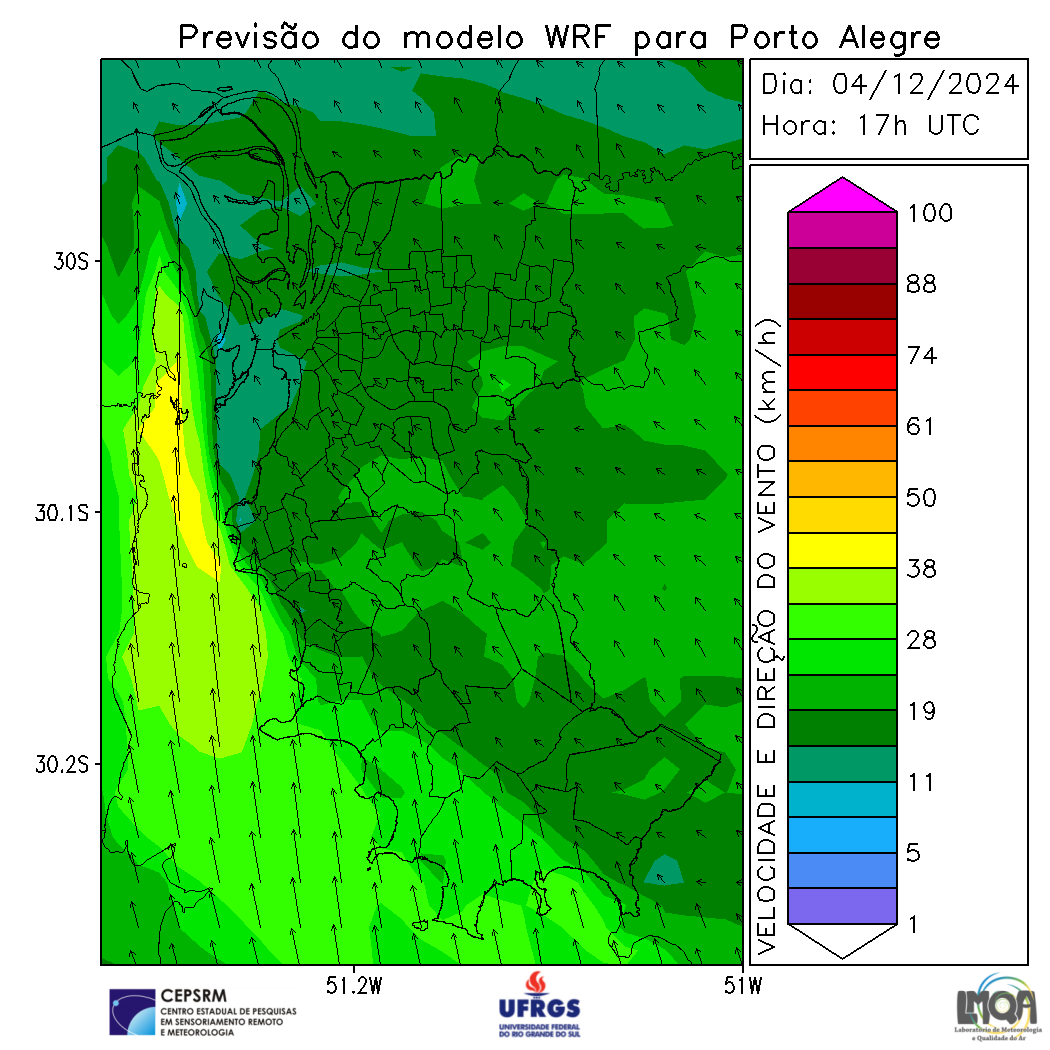 Previsão do modelo WRF para Porto Alegre
Dia: 04/12/2024
Hora: 17h UTC
30S
30.1S
30.2S
51.2W
51W
VELOCIDADE E DIREÇÃO DO VENTO (km/h)
100
88
74
61
50
38
28
19
11
5
1
CEPSRM
CENTRO ESTADUAL DE PESQUISAS
EM SENSORIAMENTO REMOTO
E METEOROLOGIA
UFRGS
UNIVERSIDADE FEDERAL
DO RIO GRANDE DO SUL
LMQA
Laboratório de Meteorologia
e Qualidade do Ar